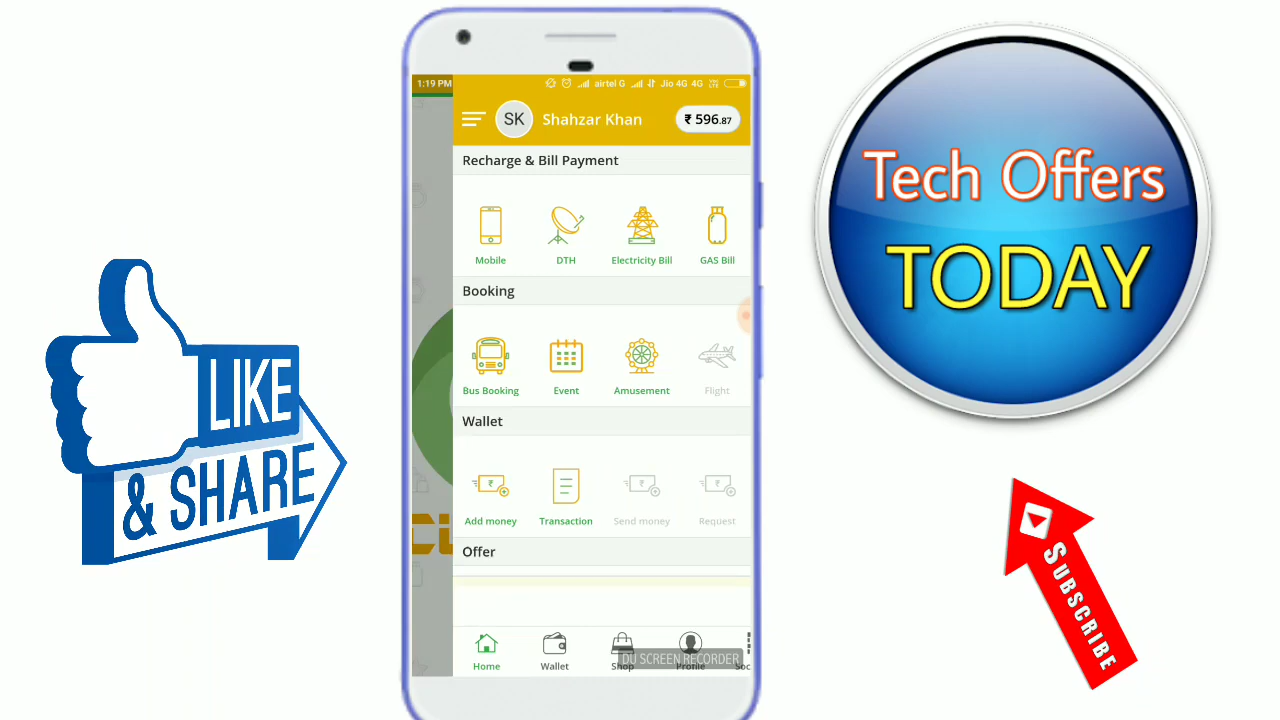 1:19 PM airtel G Jio 4G 4G VoLTE
SK Shahzar Khan ₹ 596.87
Recharge & Bill Payment
Mobile DTH Electricity Bill GAS Bill
Booking
Bus Booking Event Amusement Flight
Wallet
Add money Transaction Send money Request
Offer
Home Wallet Shop Profile Soc
DU SCREEN RECORDER
LIKE
& SHARE
Tech Offers
TODAY
SUBSCRIBE